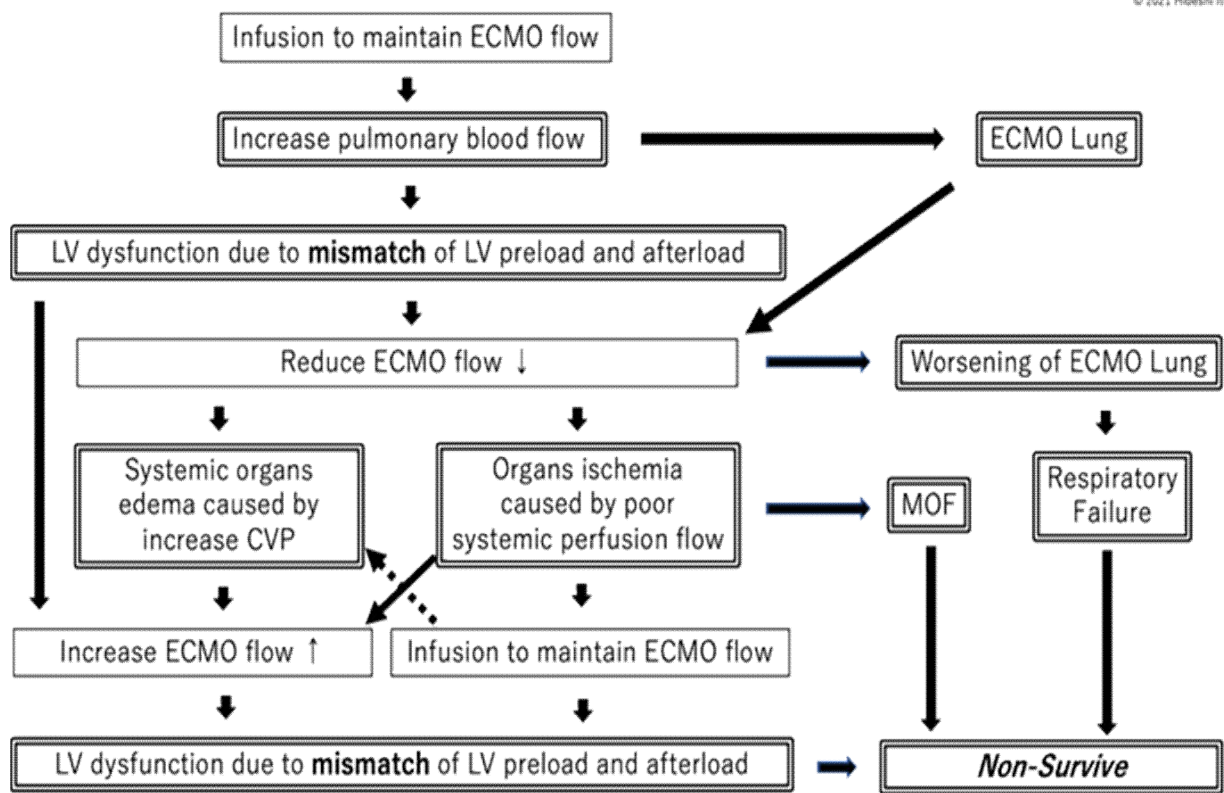 © 2021 Hideshi
Infusion to maintain ECMO flow
Increase pulmonary blood flow
ECMO Lung
LV dysfunction due to mismatch of LV preload and afterload
Reduce ECMO flow ↓
Worsening of ECMO Lung
Systemic organs
edema caused by
increase CVP
Organs ischemia
caused by poor
systemic perfusion flow
MOF
Respiratory
Failure
Increase ECMO flow ↑
Infusion to maintain ECMO flow
LV dysfunction due to mismatch of LV preload and afterload
Non-Survive